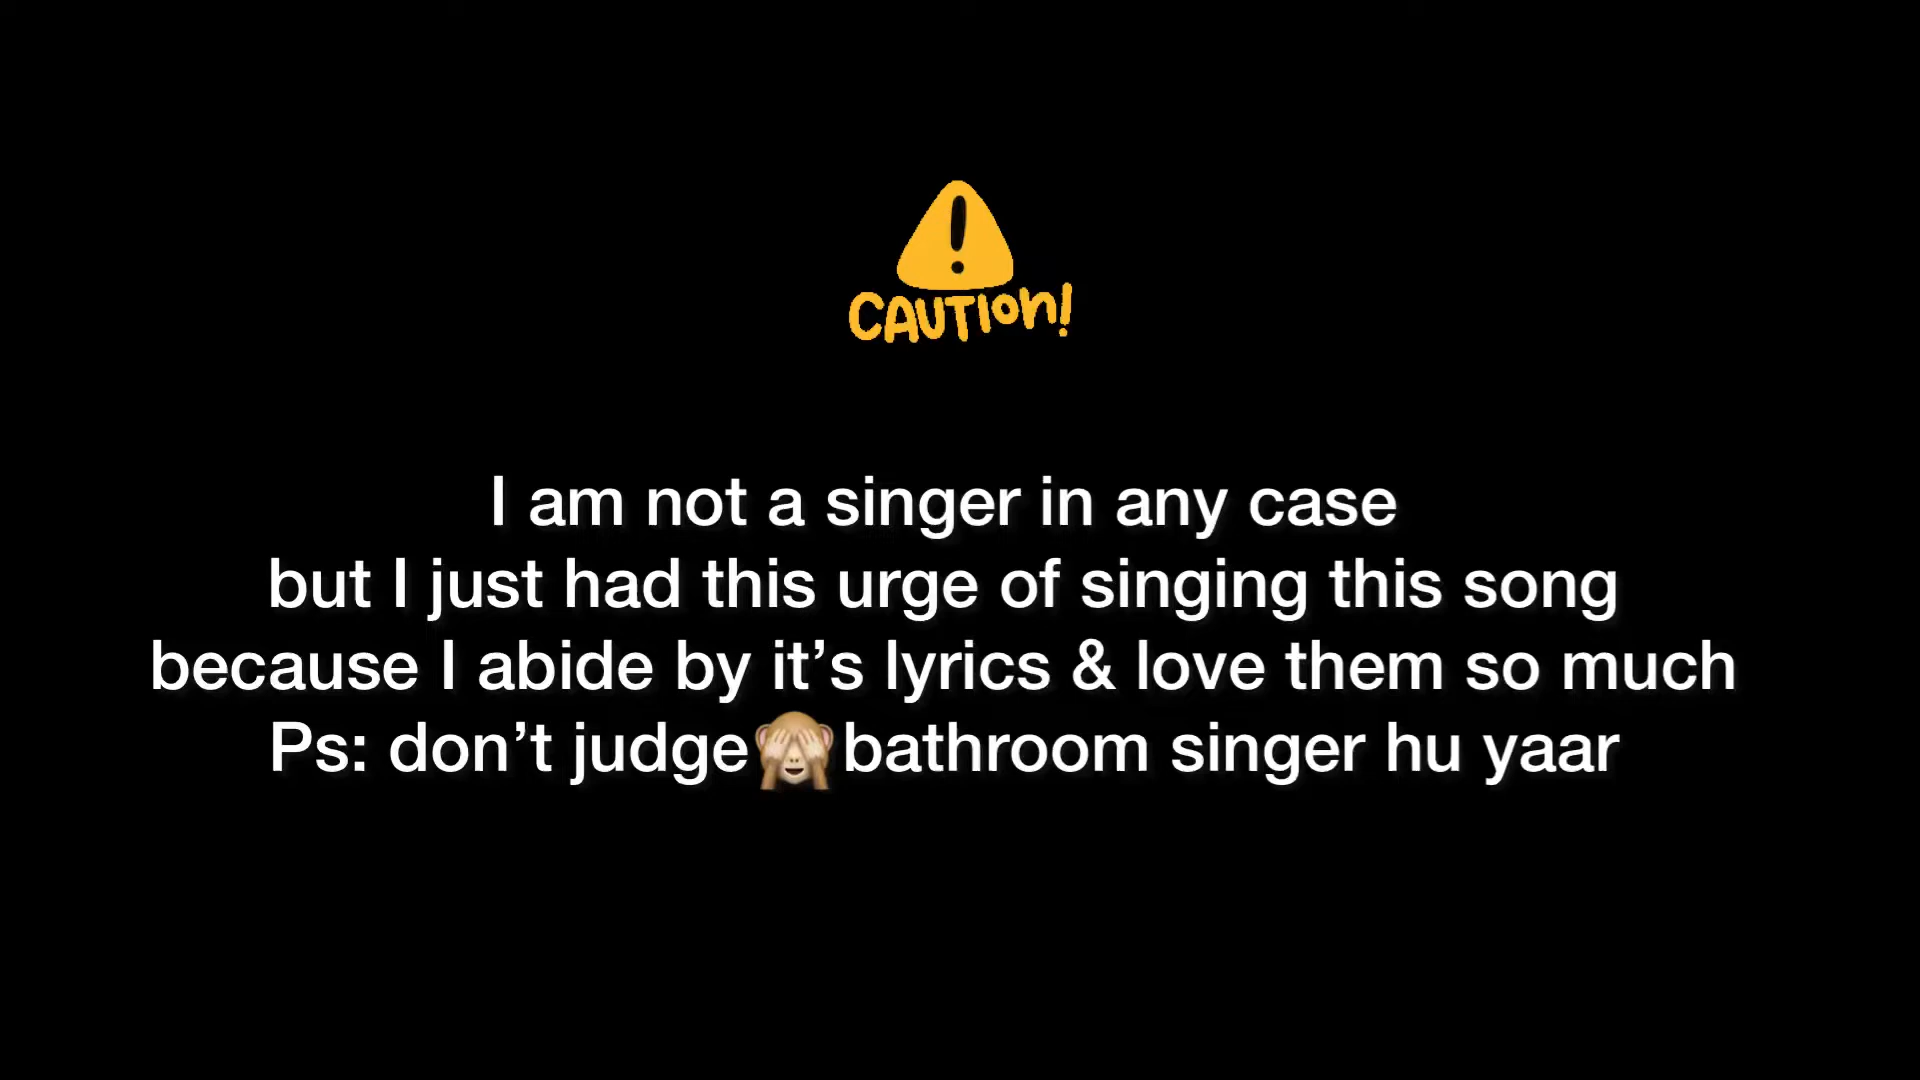 CAUTION!
I am not a singer in any case
but I just had this urge of singing this song
because I abide by it’s lyrics & love them so much
Ps: don’t judge🙈bathroom singer hu yaar